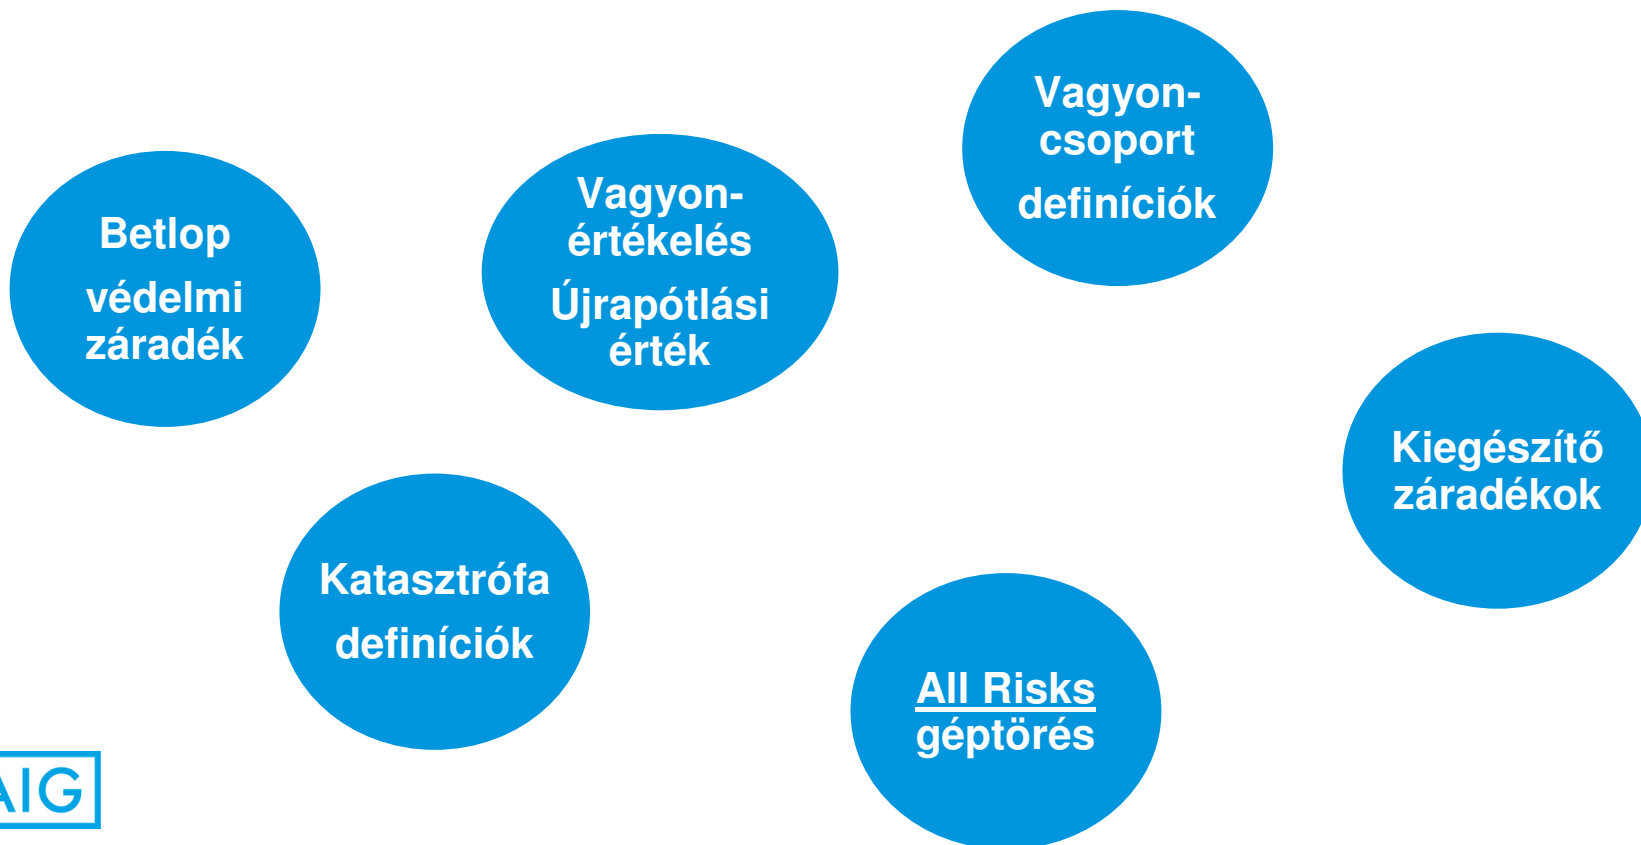 Betlop
védelmi
záradék
Vagyon-
értékelés
Újrapótlási
érték
Vagyon-
csoport
definíciók
Kiegészítő
záradékok
Katasztrófa
definíciók
All Risks
géptörés
AIG